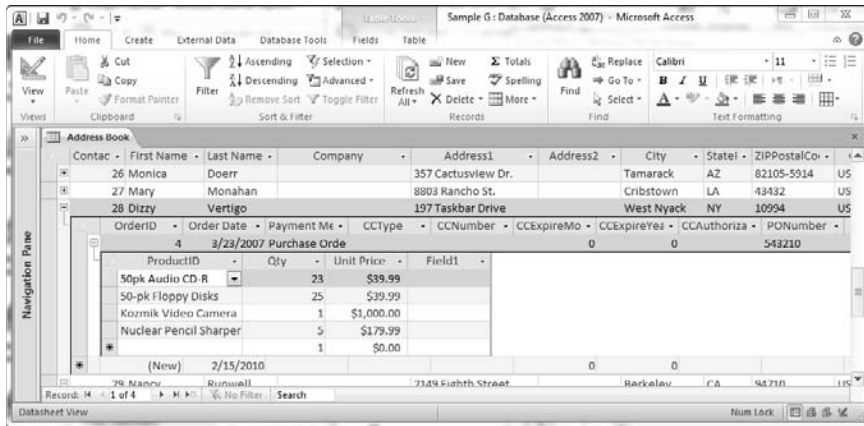 Table Tools
Sample G : Database (Access 2007) - Microsoft Access
File Home Create External Data Database Tools Fields Table
View
Views
Paste
Cut
Copy
Format Painter
Clipboard
Filter
Ascending
Descending
Remove Sort
Selection
Advanced
Toggle Filter
Sort & Filter
Refresh All
New
Save
Delete
Totals
Spelling
More
Records
Find
Replace
Go To
Select
Find
Calibri 11
B I U
A
Text Formatting
Address Book
Contac First Name Last Name Company Address1 Address2 City StateI ZIPPostalCo
26 Monica Doerr 357 Cactusview Dr. Tamarack AZ 82105-5914 US
27 Mary Monahan 8803 Rancho St. Cribstown LA 43432 US
28 Dizzy Vertigo 197 Taskbar Drive West Nyack NY 10994 US
OrderID Order Date Payment Me CCType CCNumber CCExpireMo CCExpireYea CCAuthoriza PONumber
4 3/23/2007 Purchase Orde 0 0 543210
ProductID Qty Unit Price Field1
50pk Audio CD-R 23 $39.99
50-pk Floppy Disks 25 $39.99
Kozmik Video Camera 1 $1,000.00
Nuclear Pencil Sharper 5 $179.99
* 1 $0.00
* (New) 2/15/2010 0 0
29 Nancy Runwell 2149 Eighth Street Berkeley CA 94710 US
Navigation Pane
Record: 1 of 4 No Filter Search
Datasheet View Num Lock